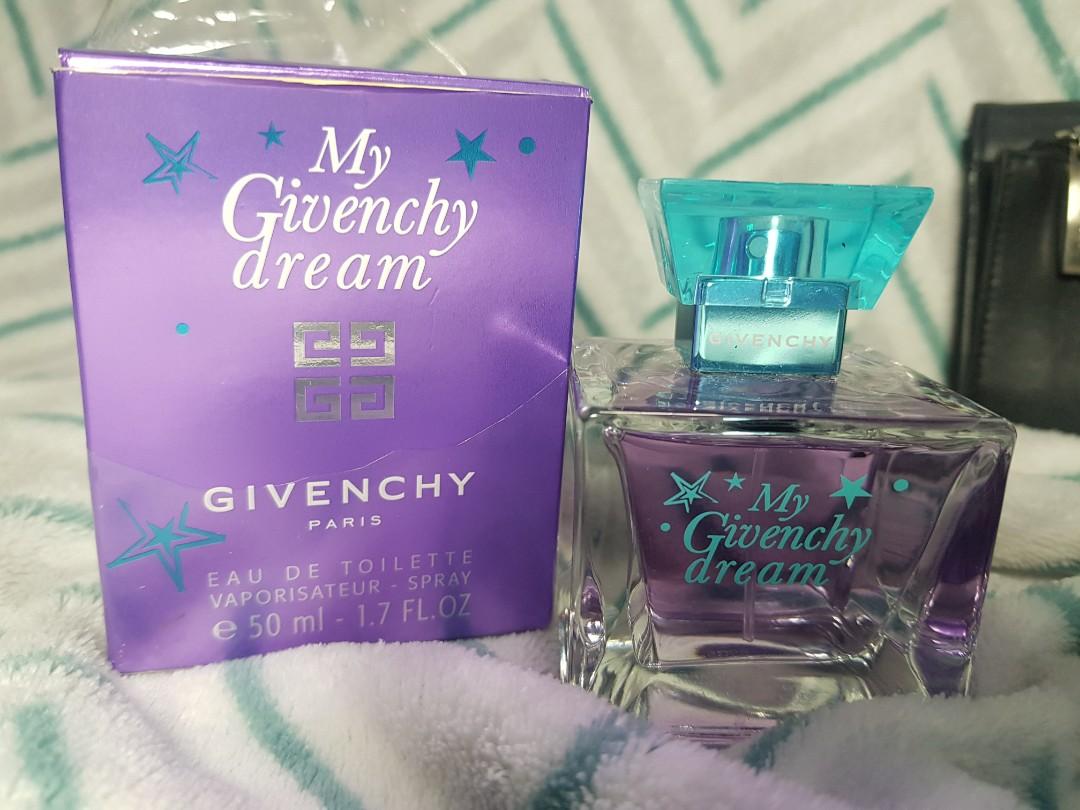 My
Givenchy
dream
GIVENCHY
PARIS
EAU DE TOILETTE
VAPORISATEUR - SPRAY
e 50 ml - 1.7 FL.OZ
GIVENCHY
My
Givenchy
dream